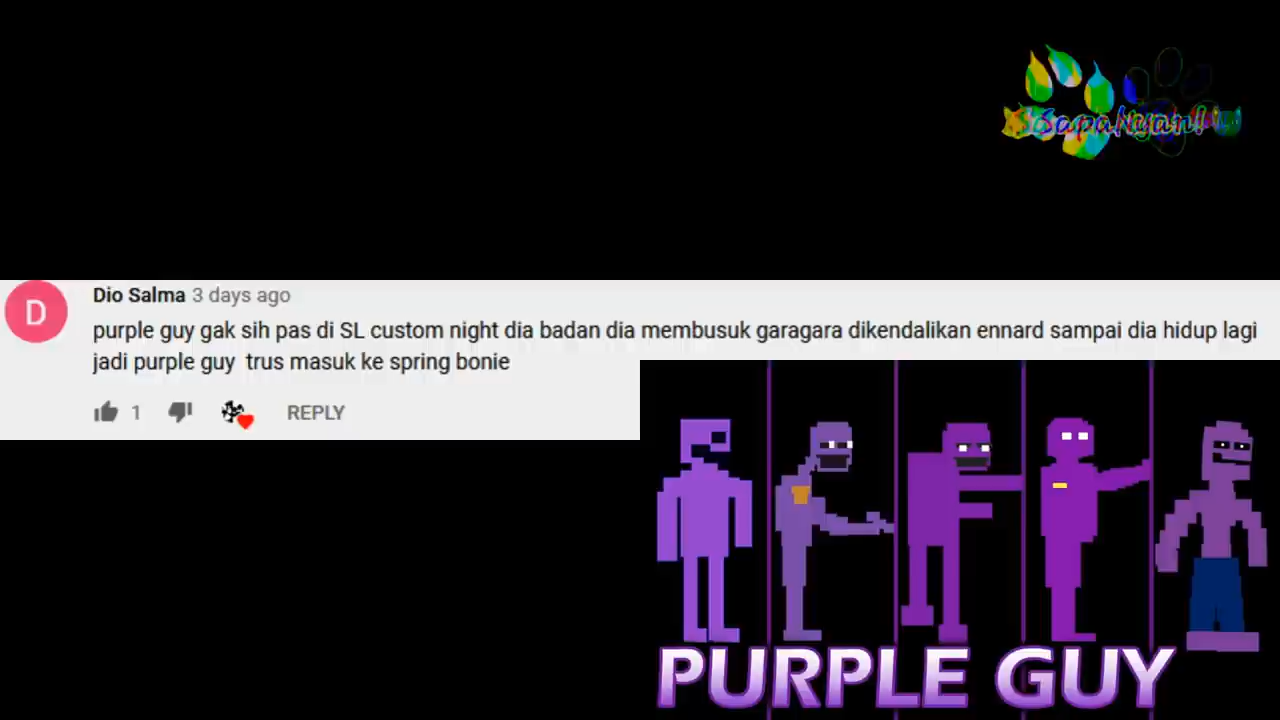 SapaNyan!
D
Dio Salma 3 days ago
purple guy gak sih pas di SL custom night dia badan dia membusuk garagara dikendalikan ennard sampai dia hidup lagi
jadi purple guy  trus masuk ke spring bonie
1
REPLY
PURPLE GUY